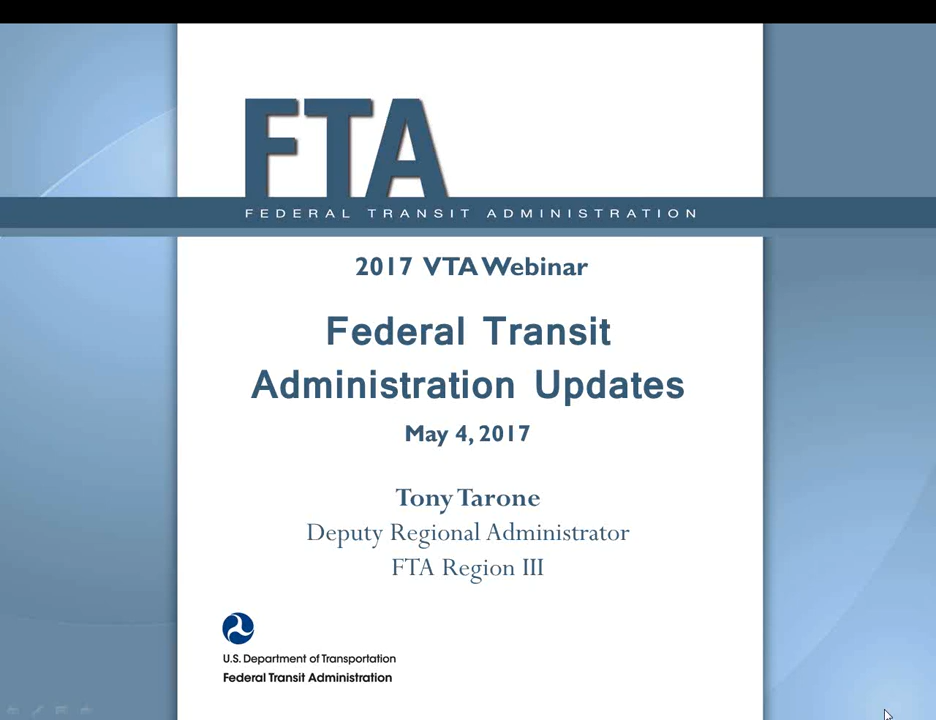 FTA
FEDERAL TRANSIT ADMINISTRATION
2017 VTA Webinar
Federal Transit
Administration Updates
May 4, 2017
Tony Tarone
Deputy Regional Administrator
FTA Region III
U.S. Department of Transportation
Federal Transit Administration